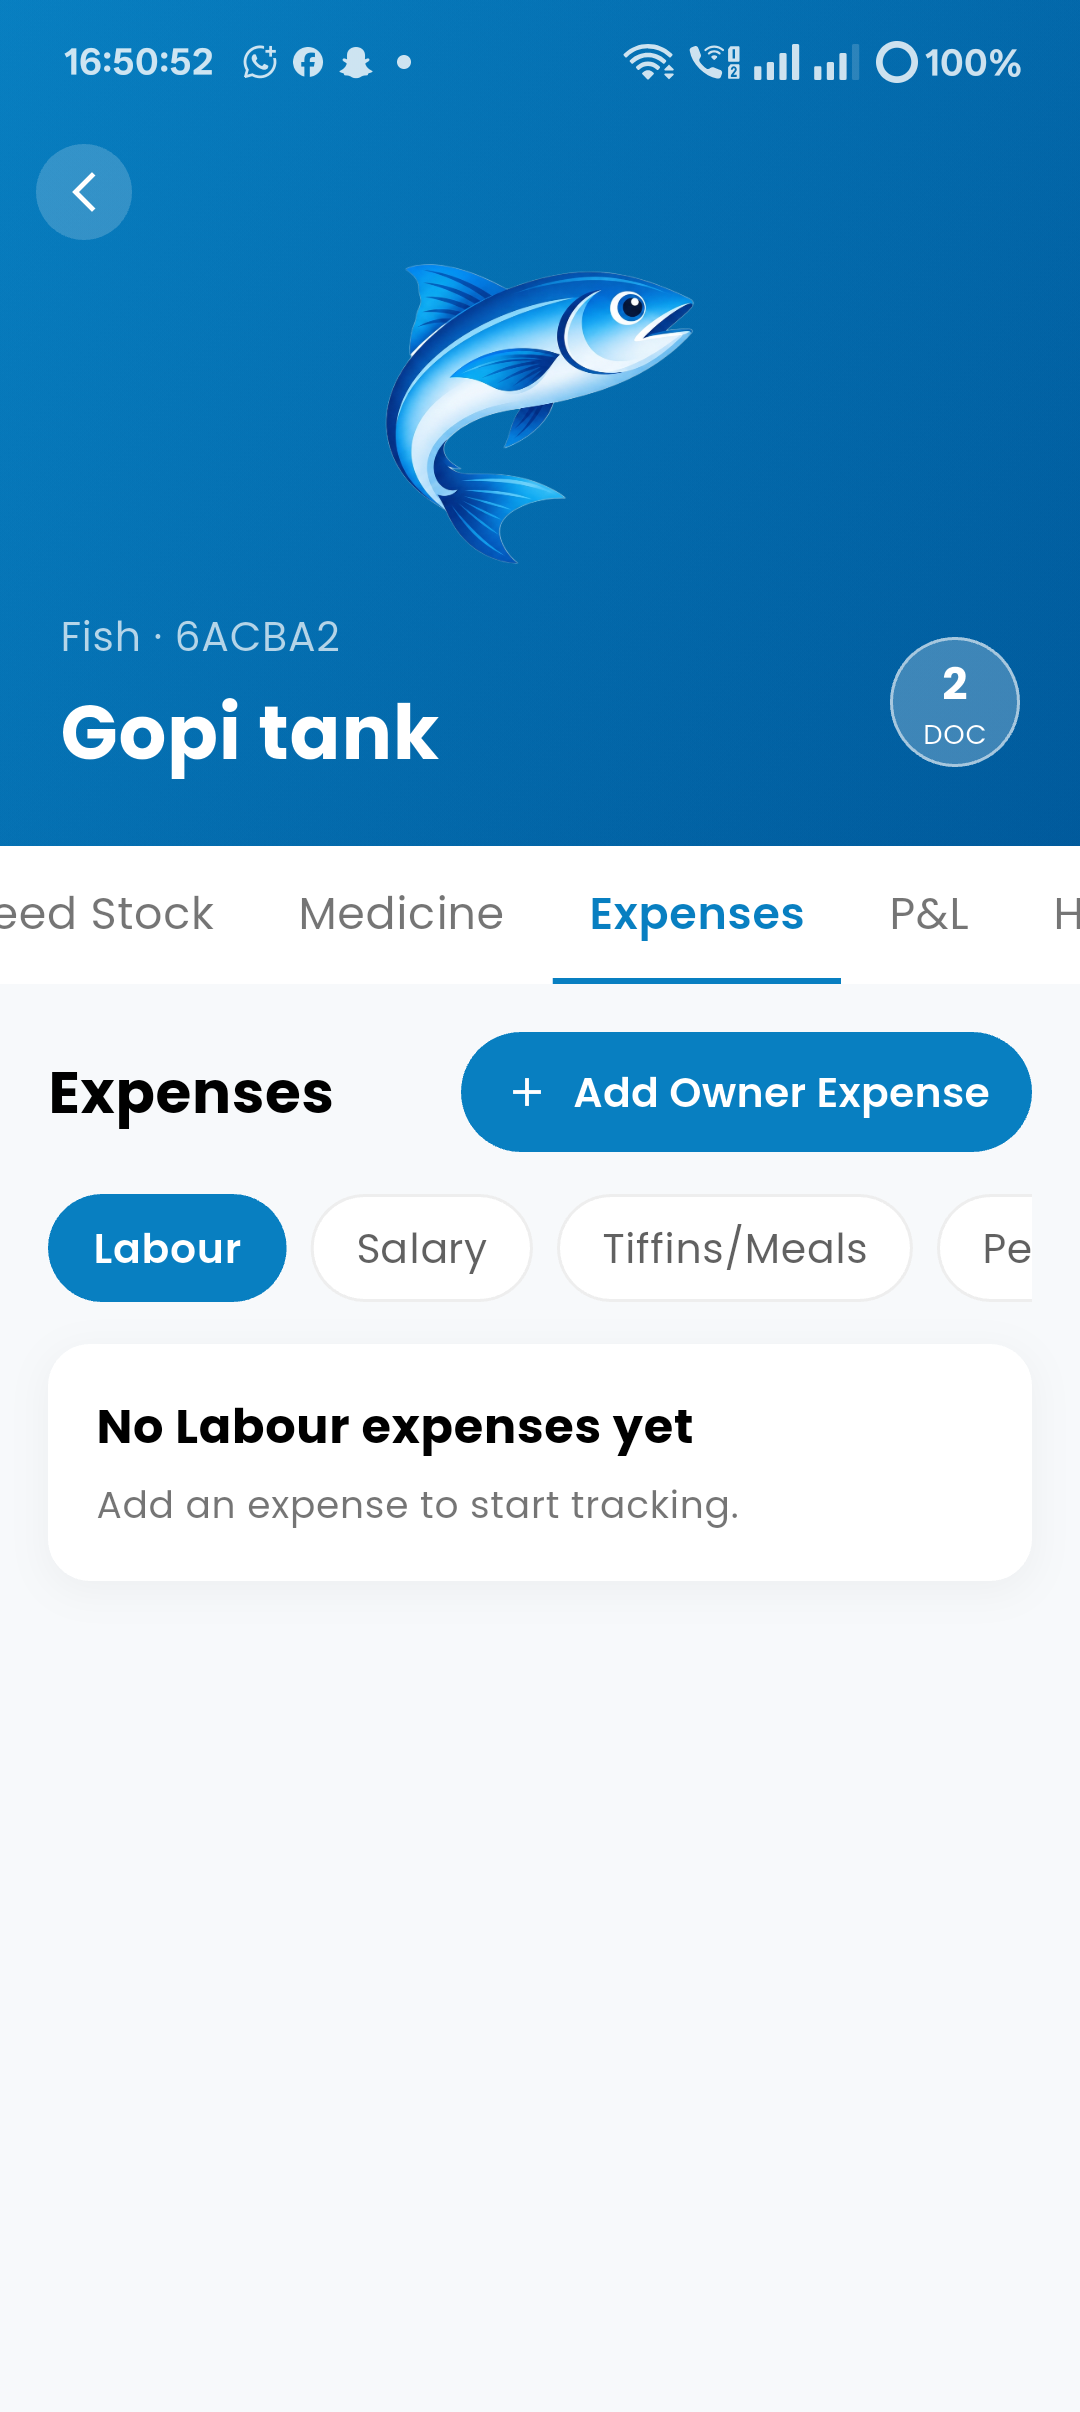 16:50:52 100%
Fish · 6ACBA2
Gopi tank
2
DOC
eed Stock Medicine Expenses P&L H
Expenses + Add Owner Expense
Labour Salary Tiffins/Meals Pe
No Labour expenses yet
Add an expense to start tracking.